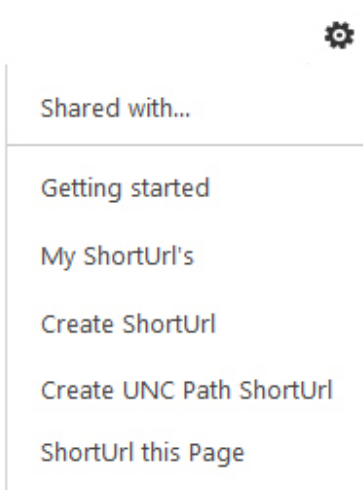 Shared with...
Getting started
My ShortUrl's
Create ShortUrl
Create UNC Path ShortUrl
ShortUrl this Page